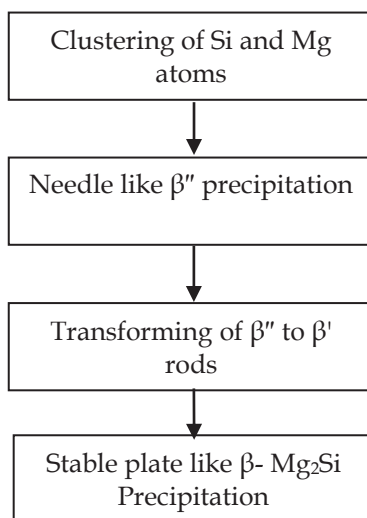 Clustering of Si and Mg
atoms
Needle like β″ precipitation
Transforming of β″ to β'
rods
Stable plate like β- Mg₂Si
Precipitation